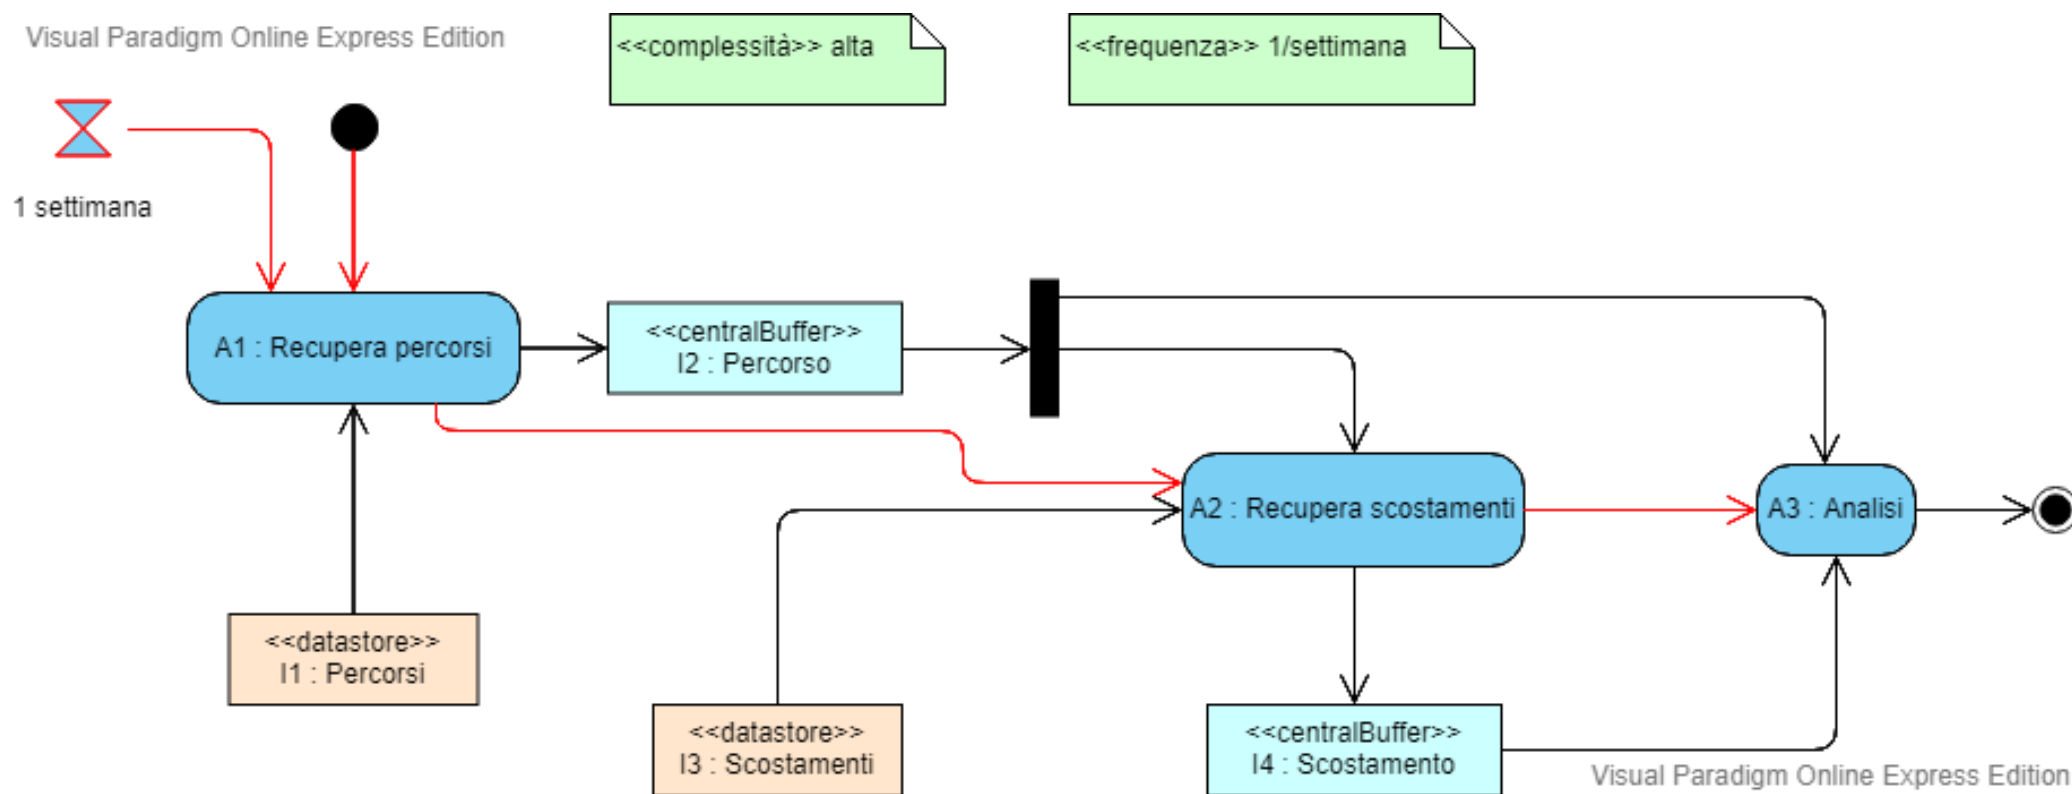 Visual Paradigm Online Express Edition
<<complessità>> alta
<<frequenza>> 1/settimana
1 settimana
A1 : Recupera percorsi
<<centralBuffer>>
I2 : Percorso
A2 : Recupera scostamenti
A3 : Analisi
<<datastore>>
I1 : Percorsi
<<datastore>>
I3 : Scostamenti
<<centralBuffer>>
I4 : Scostamento
Visual Paradigm Online Express Edition